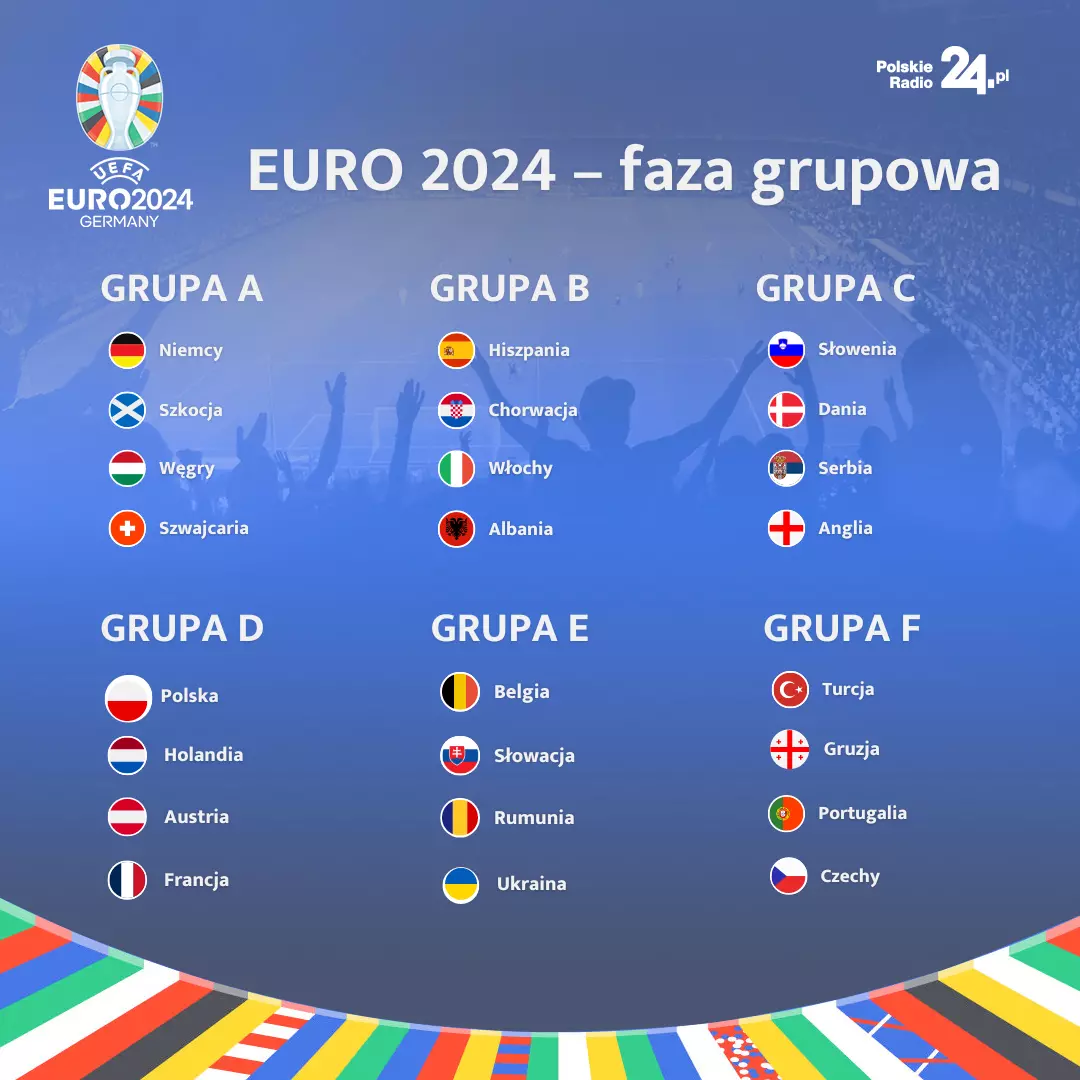 Polskie
Radio 24.pl
UEFA
EURO2024
GERMANY
™
EURO 2024 – faza grupowa
GRUPA A
Niemcy
Szkocja
Węgry
Szwajcaria
GRUPA B
Hiszpania
Chorwacja
Włochy
Albania
GRUPA C
Słowenia
Dania
Serbia
Anglia
GRUPA D
Polska
Holandia
Austria
Francja
GRUPA E
Belgia
Słowacja
Rumunia
Ukraina
GRUPA F
Turcja
Gruzja
Portugalia
Czechy